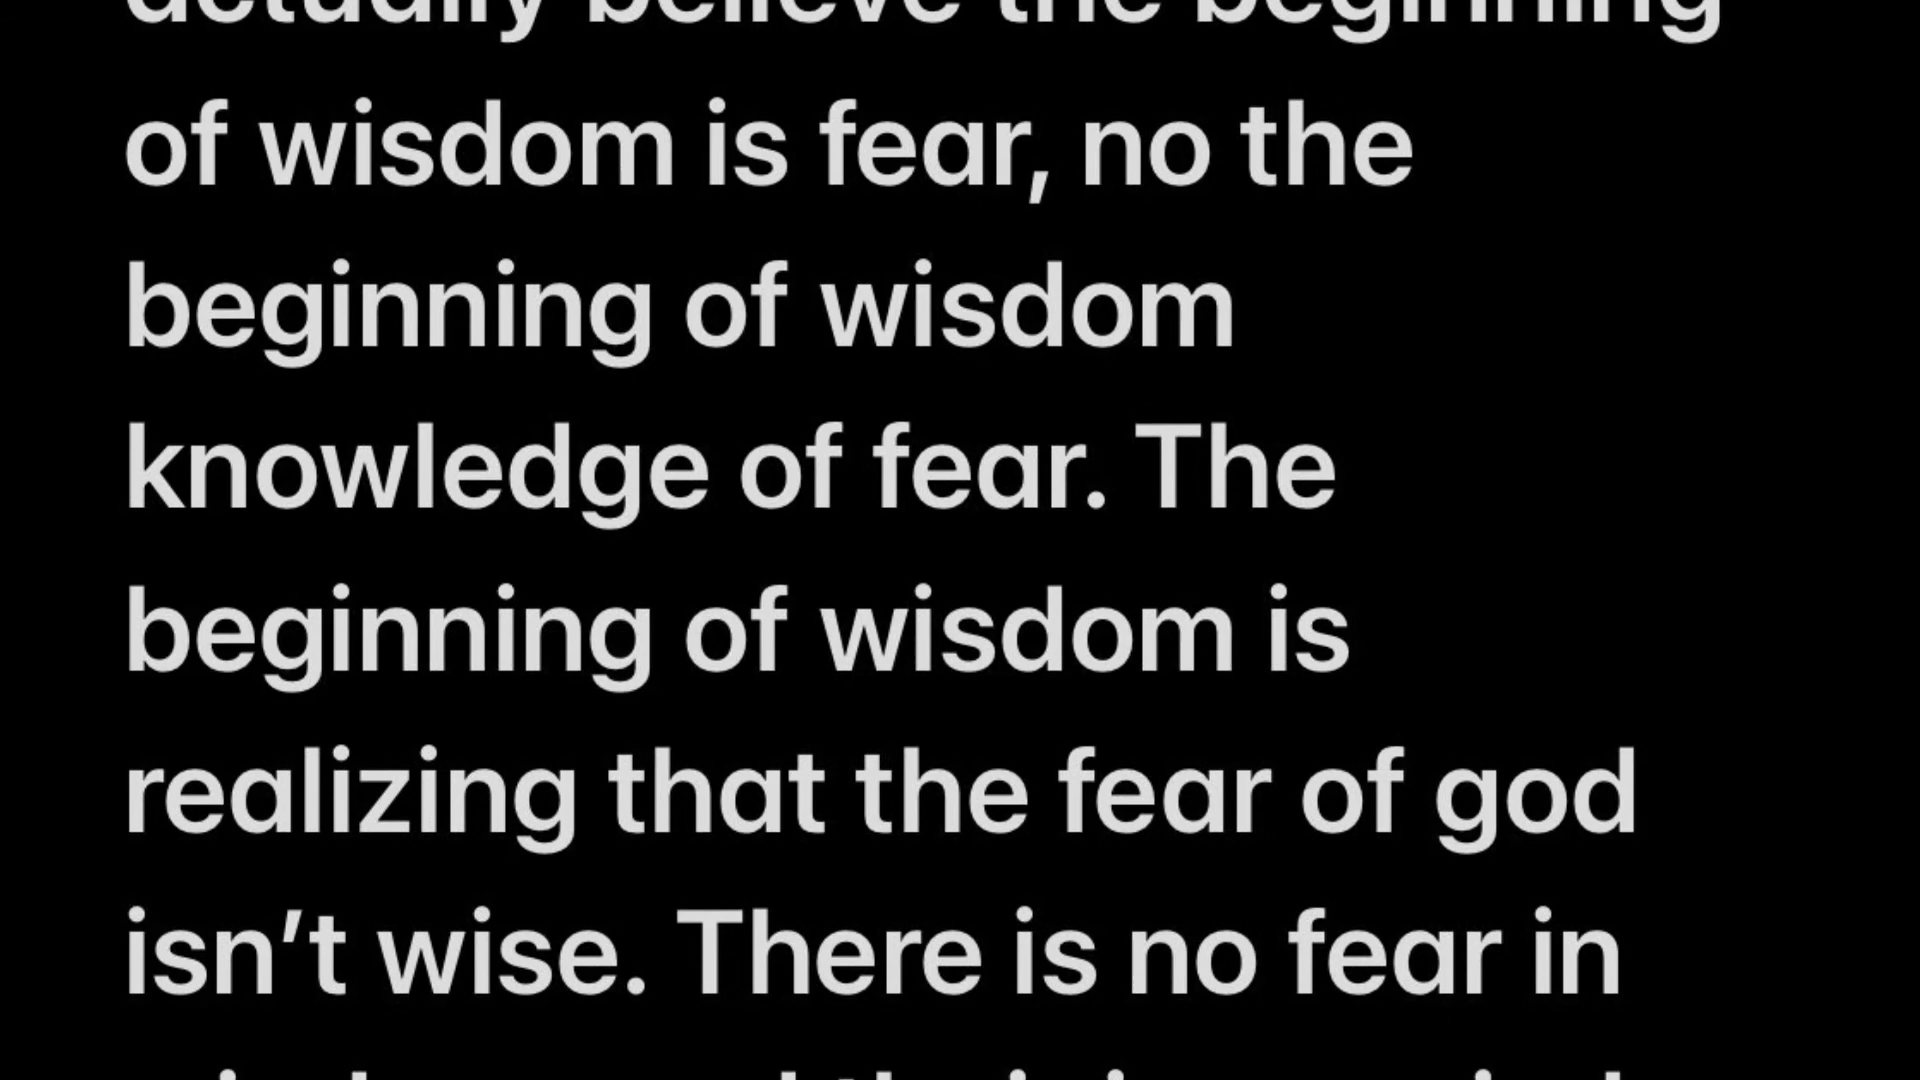 actually believe the beginning
of wisdom is fear, no the
beginning of wisdom
knowledge of fear. The
beginning of wisdom is
realizing that the fear of god
isn’t wise. There is no fear in